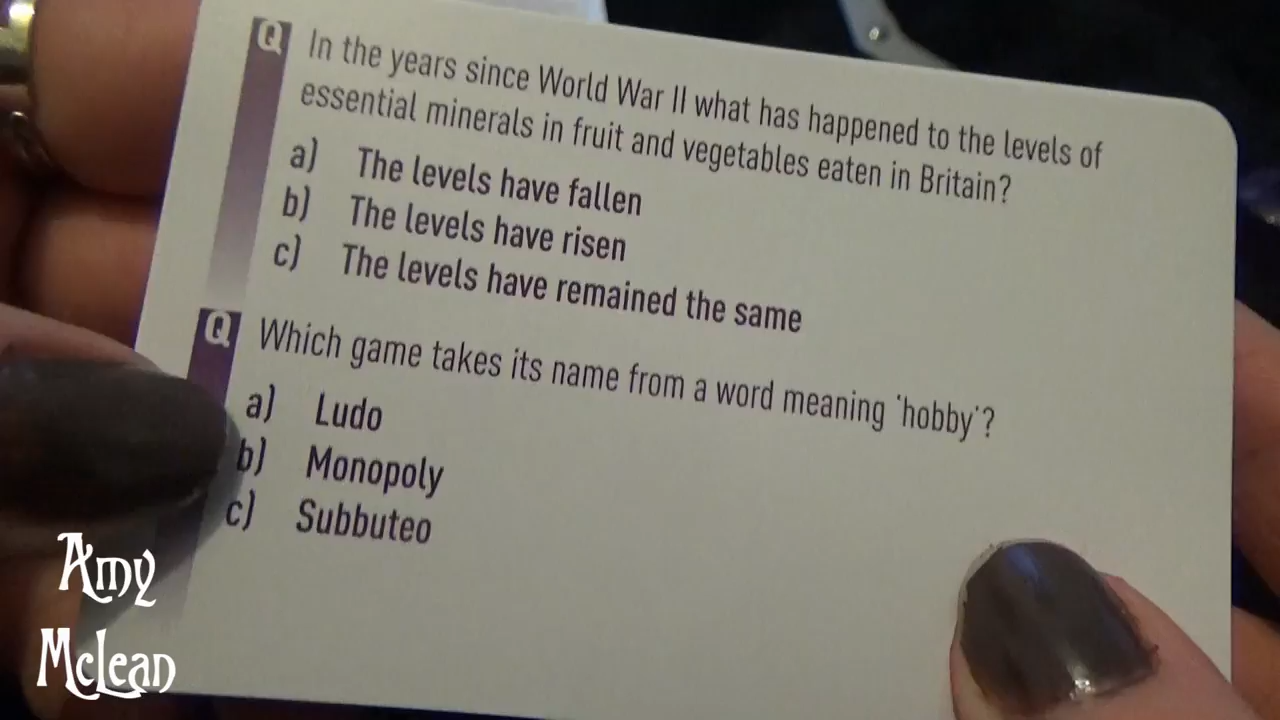 Q In the years since World War II what has happened to the levels of
essential minerals in fruit and vegetables eaten in Britain?
a) The levels have fallen
b) The levels have risen
c) The levels have remained the same
Q Which game takes its name from a word meaning 'hobby'?
a) Ludo
b) Monopoly
c) Subbuteo
Amy
McLean